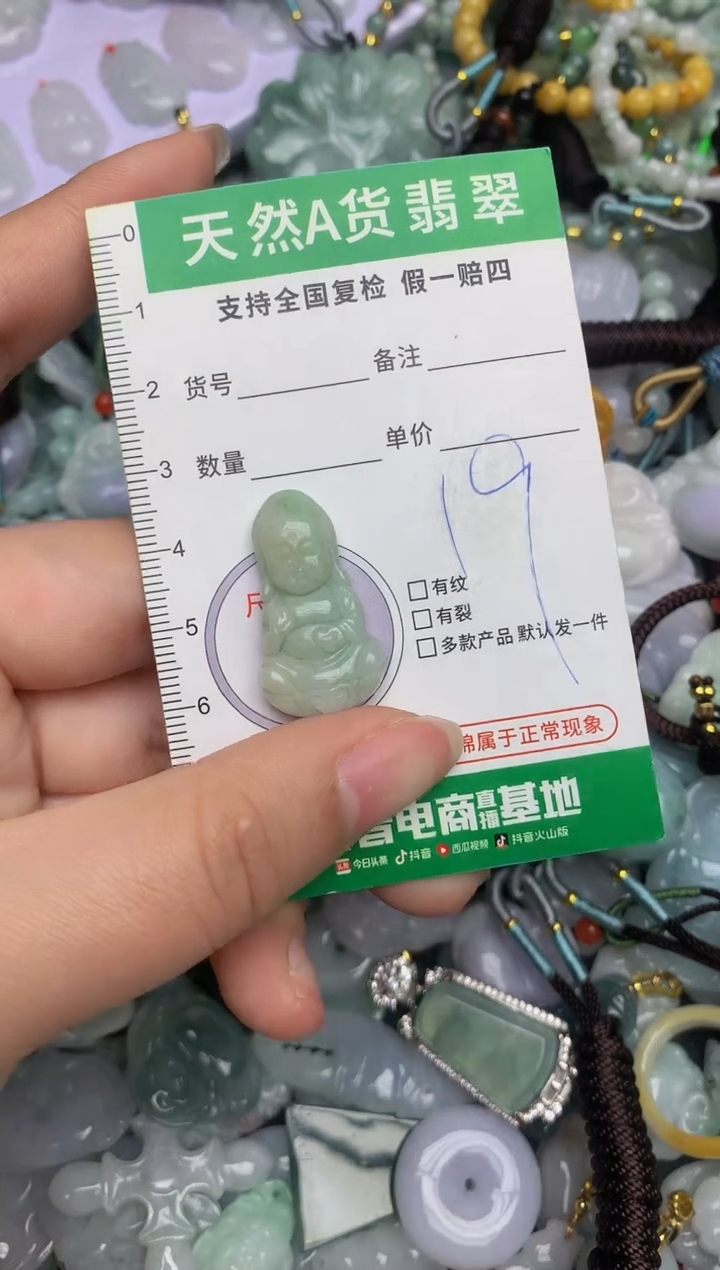 天然A货翡翠
支持全国复检 假一赔四
货号 备注
数量 单价
19
0
1
2
3
4
5
6
□有纹
□有裂
□多款产品 默认发一件
棉属于正常现象
电商直播基地
头条 今日头条 抖音 西瓜视频 抖音火山版